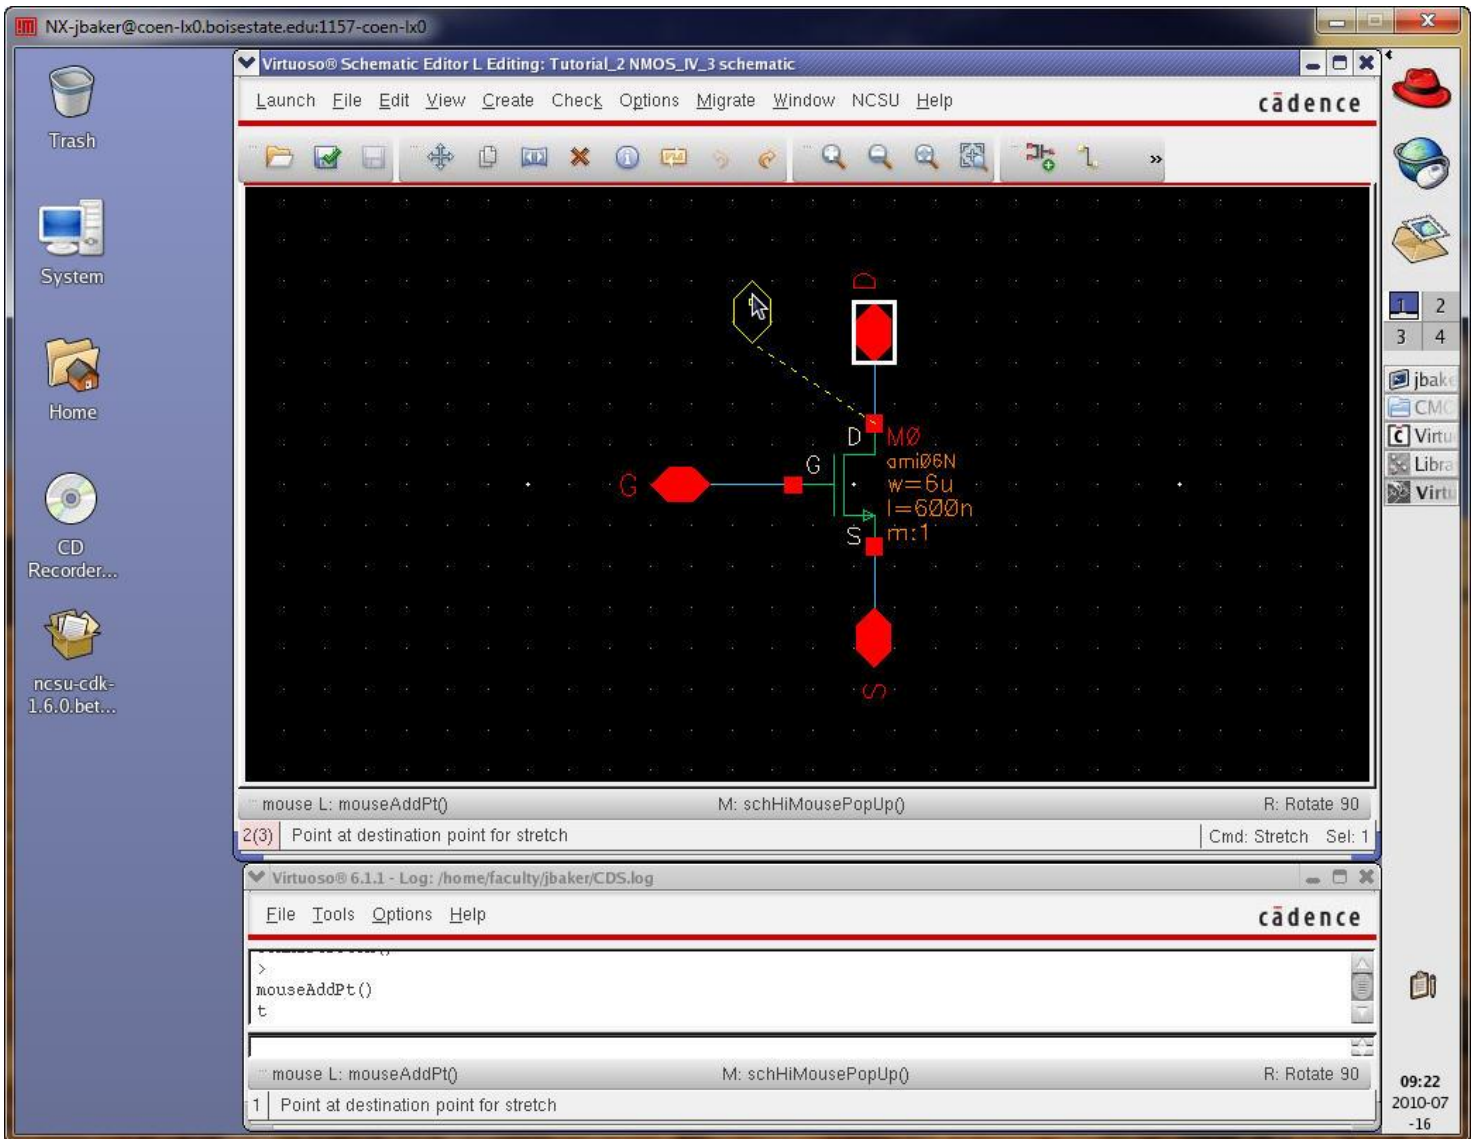 NX-jbaker@coen-lx0.boisestate.edu:1157-coen-lx0
Trash
System
Home
CD
Recorder...
ncsu-cdk-
1.6.0.bet...
Virtuoso® Schematic Editor L Editing: Tutorial_2 NMOS_IV_3 schematic
Launch File Edit View Create Check Options Migrate Window NCSU Help
cādence
»
D
D
M0
G
G
ami06N
w=6u
l=600n
S
m:1
S
mouse L: mouseAddPt() M: schHiMousePopUp() R: Rotate 90
2(3) Point at destination point for stretch Cmd: Stretch Sel: 1
Virtuoso® 6.1.1 - Log: /home/faculty/jbaker/CDS.log
File Tools Options Help
cādence
>
mouseAddPt()
t
mouse L: mouseAddPt() M: schHiMousePopUp() R: Rotate 90
1 Point at destination point for stretch
1 2
3 4
jbake
CMO
Virtu
Libra
Virtu
09:22
2010-07
-16